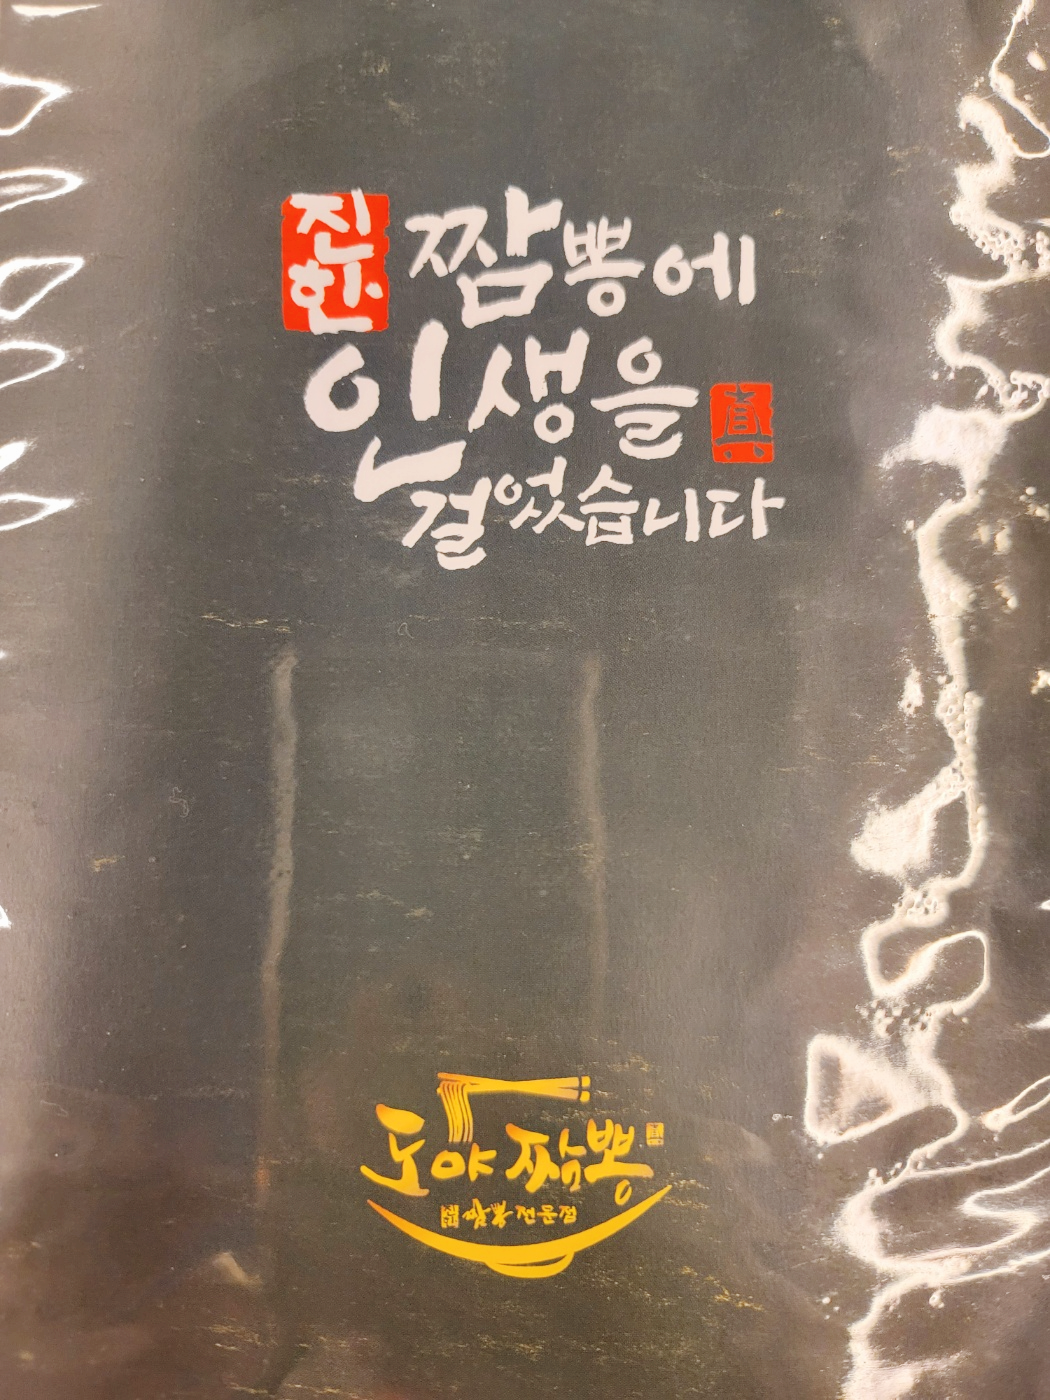 진한 짬뽕에
인생을 眞
걸었습니다
도야짬뽕
짬뽕전문점